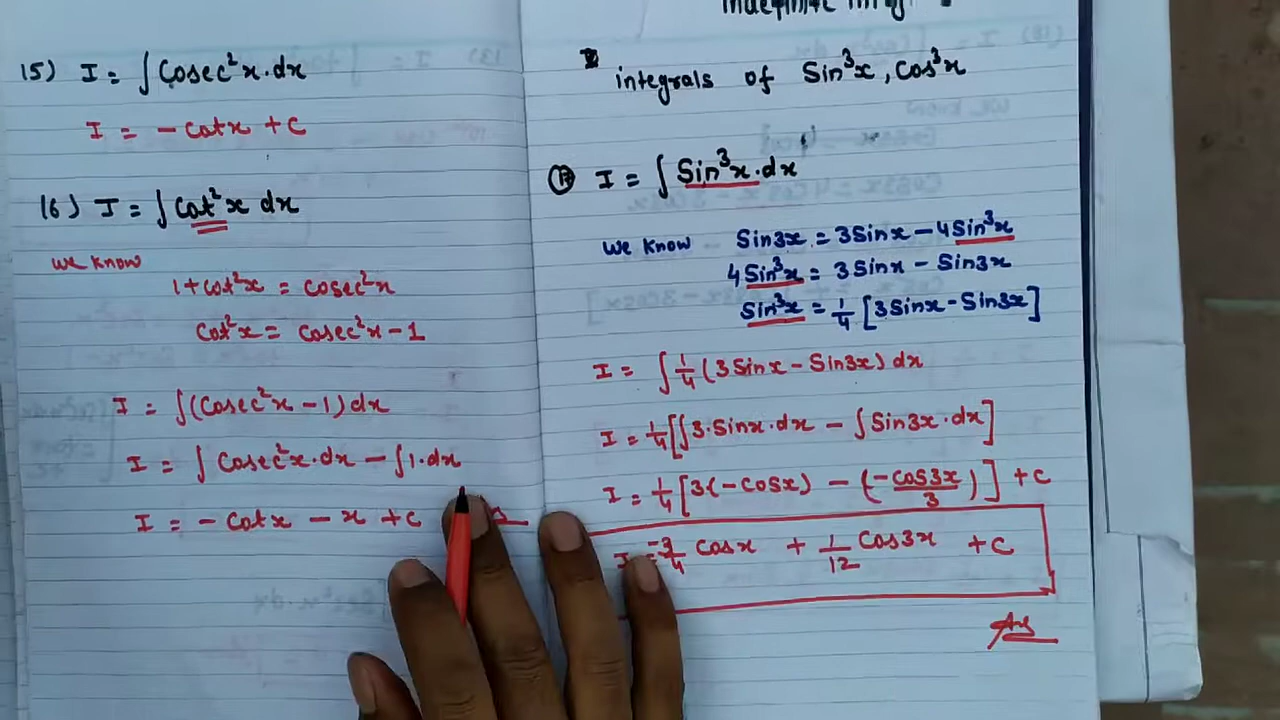 15) I = ∫ Cosec²x·dx
I = -cotx + C
16) I = ∫ Cot²x dx
we know
1+cot²x = cosec²x
Cot²x = cosec²x-1
I = ∫(Cosec²x -1) dx
I = ∫ Cosec²x·dx - ∫1·dx
I = -Cotx - x + C
Indefinite
integrals of Sin³x, Cos³x
17 I = ∫ Sin³x·dx
we know Sin3x = 3Sinx - 4Sin³x
4Sin³x = 3Sinx - Sin3x
Sin³x = 1/4 [3Sinx - Sin3x]
I = ∫ 1/4 (3Sinx - Sin3x) dx
I = 1/4 [∫3·Sinx·dx - ∫Sin3x·dx]
I = 1/4 [3(-cosx) - (-cos3x/3)] + C
I = -3/4 Cosx + 1/12 Cos3x + C
Ans